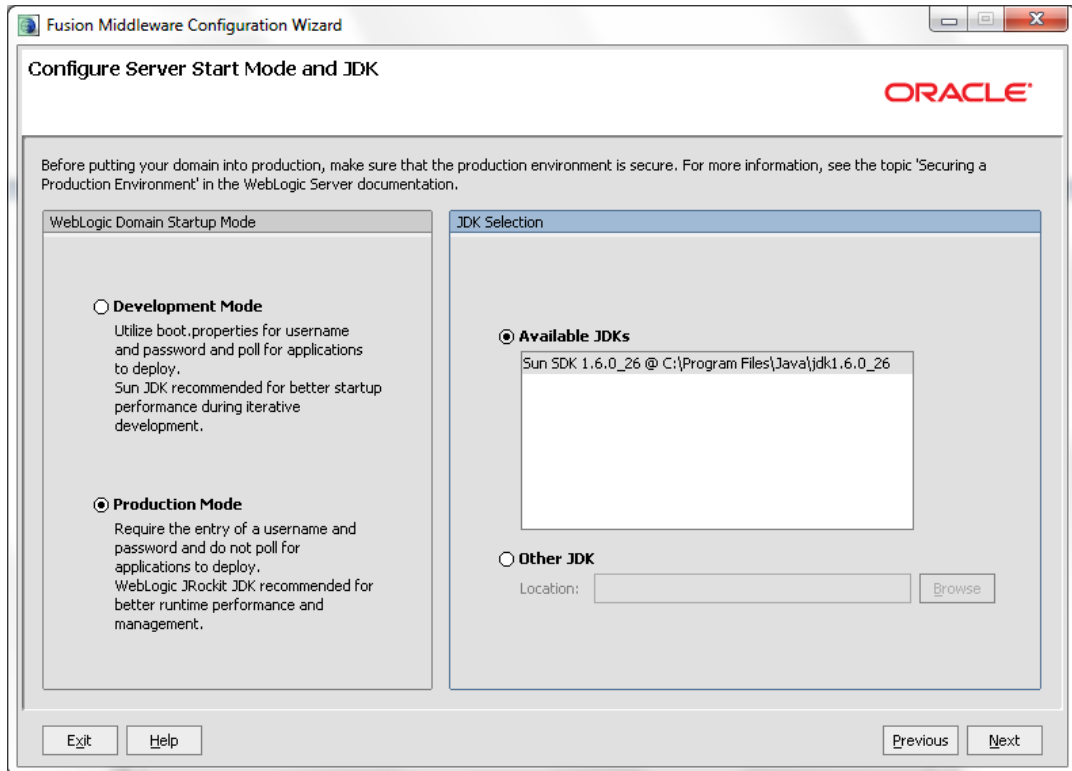 Fusion Middleware Configuration Wizard
Configure Server Start Mode and JDK
ORACLE
Before putting your domain into production, make sure that the production environment is secure. For more information, see the topic 'Securing a
Production Environment' in the WebLogic Server documentation.
WebLogic Domain Startup Mode
Development Mode
Utilize boot.properties for username
and password and poll for applications
to deploy.
Sun JDK recommended for better startup
performance during iterative
development.
Production Mode
Require the entry of a username and
password and do not poll for
applications to deploy.
WebLogic JRockit JDK recommended for
better runtime performance and
management.
JDK Selection
Available JDKs
Sun SDK 1.6.0_26 @ C:\Program Files\Java\jdk1.6.0_26
Other JDK
Location:
Browse
Exit
Help
Previous
Next